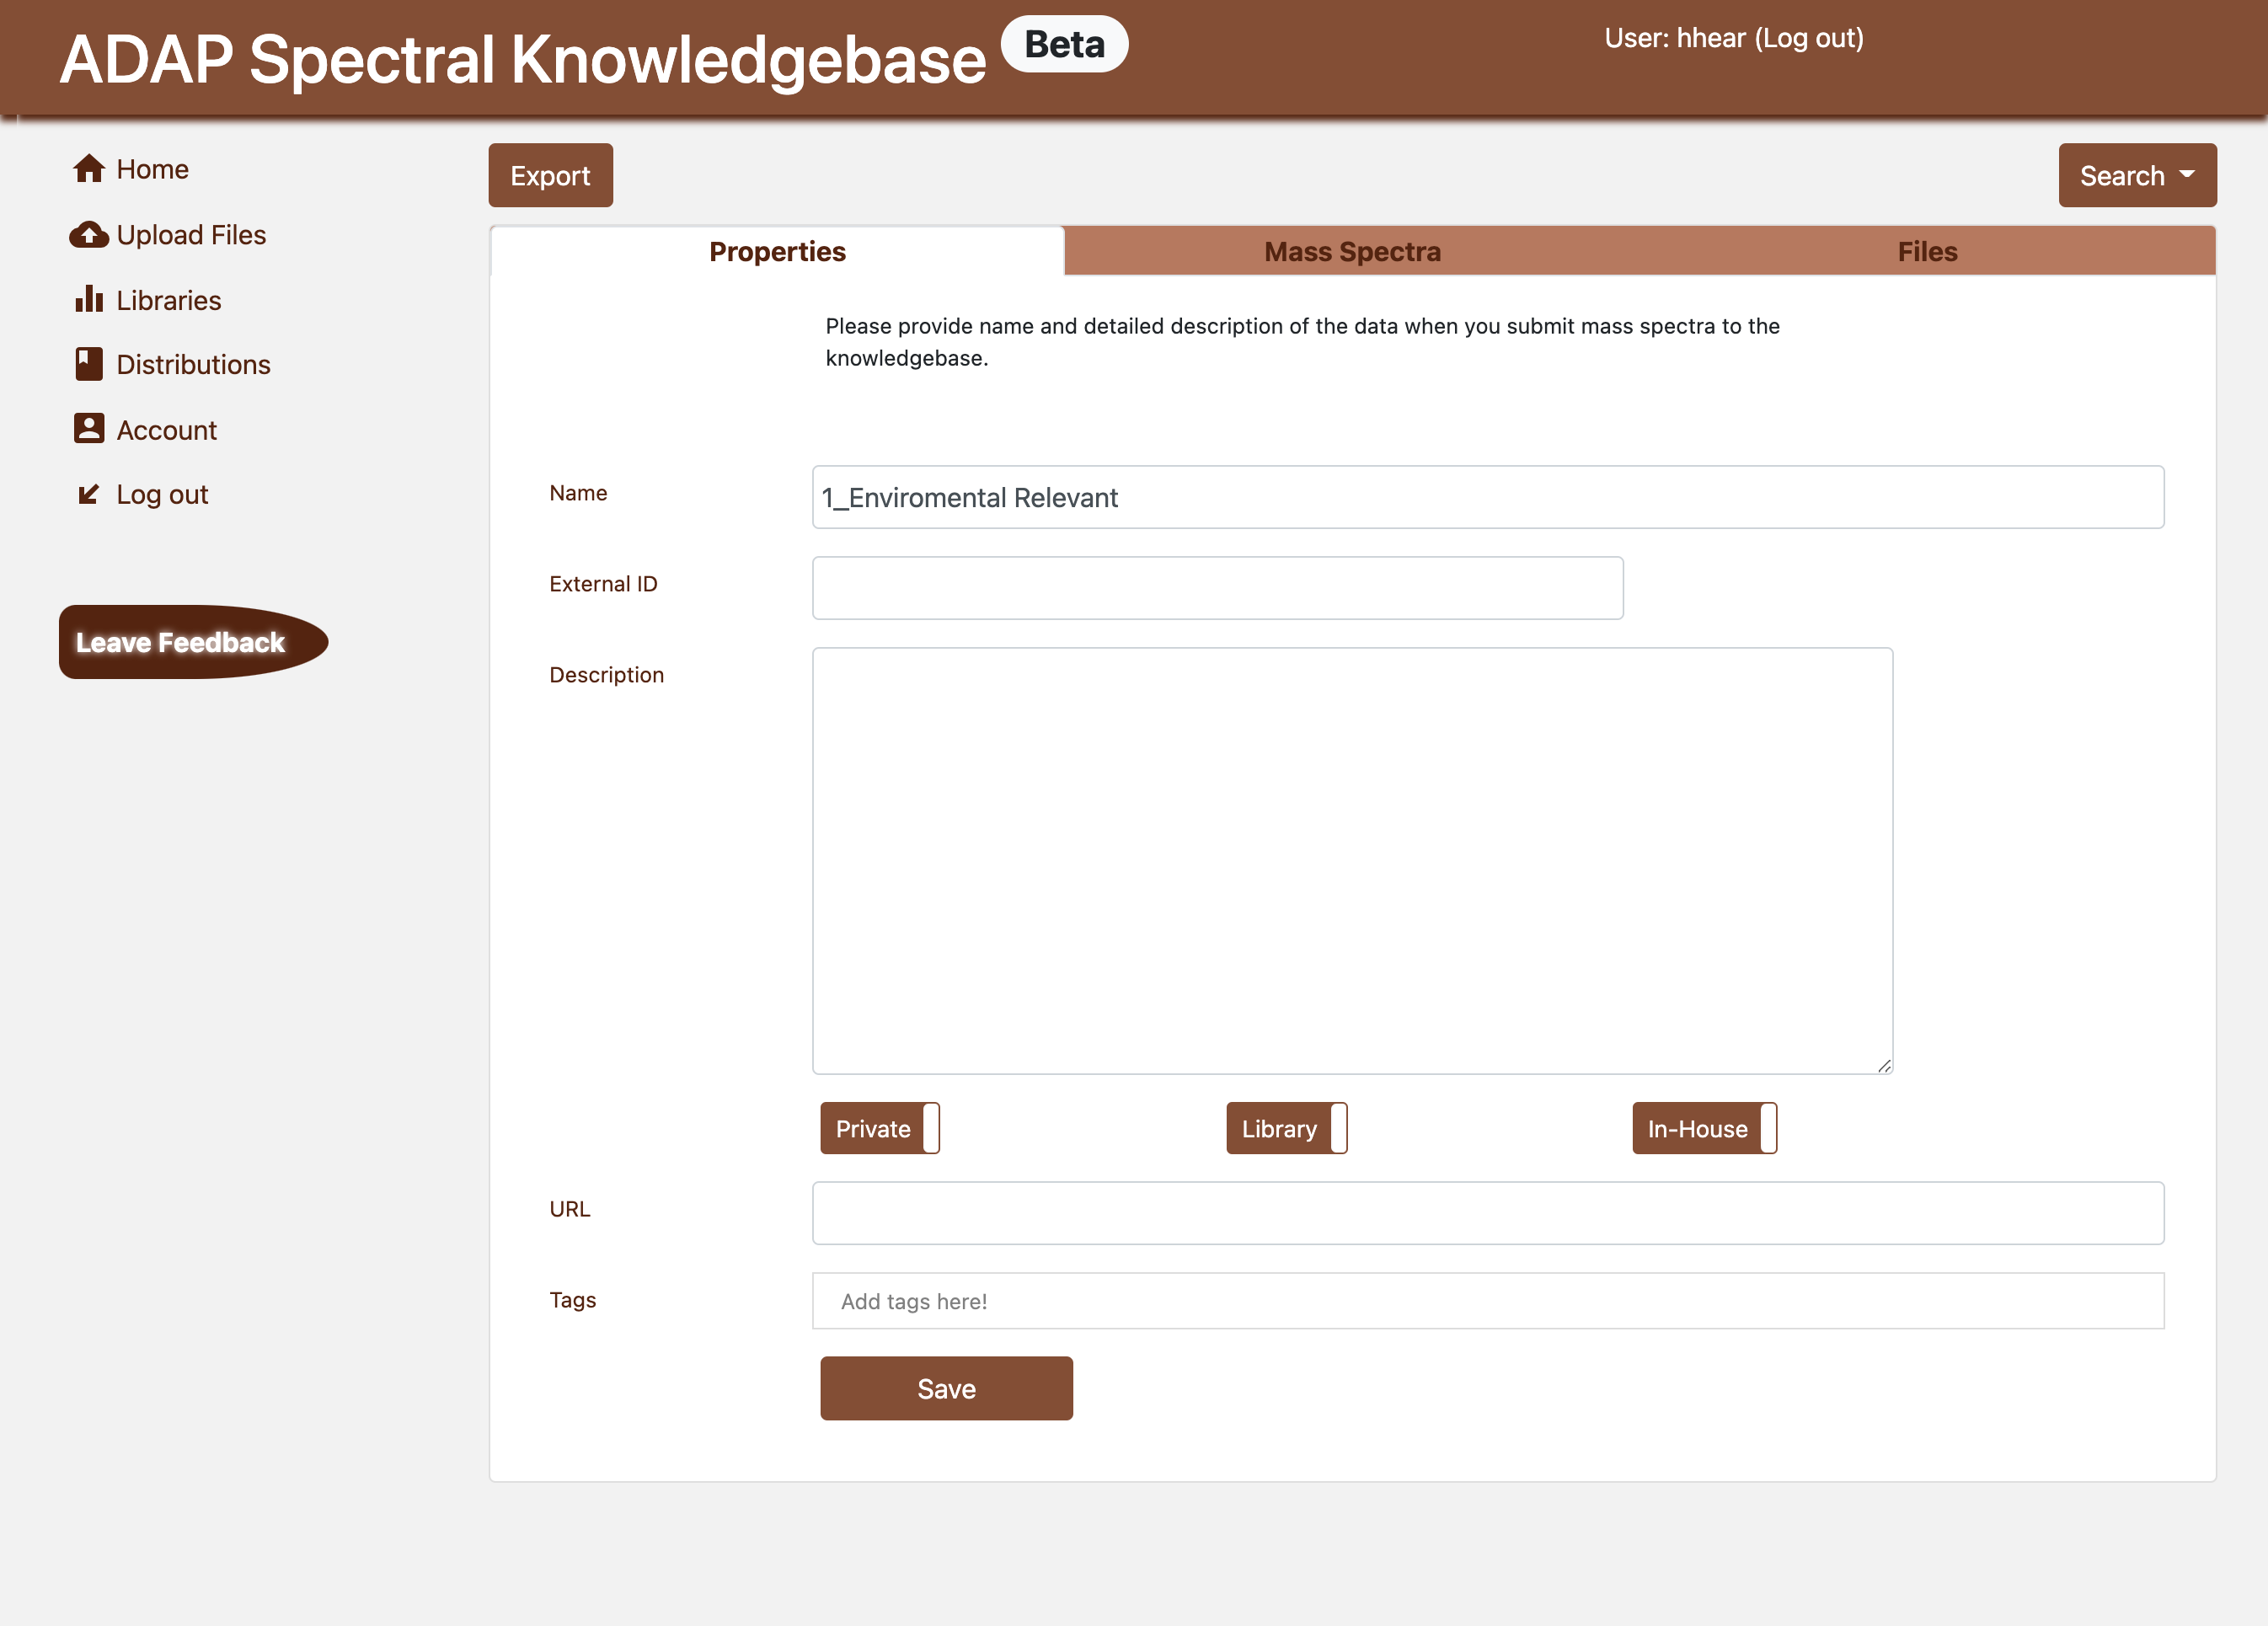 ADAP Spectral Knowledgebase Beta
User: hhear (Log out)
Home
Upload Files
Libraries
Distributions
Account
Log out
Leave Feedback
Export
Search
Properties
Mass Spectra
Files
Please provide name and detailed description of the data when you submit mass spectra to the
knowledgebase.
Name
1_Enviromental Relevant
External ID
Description
Private
Library
In-House
URL
Tags
Add tags here!
Save